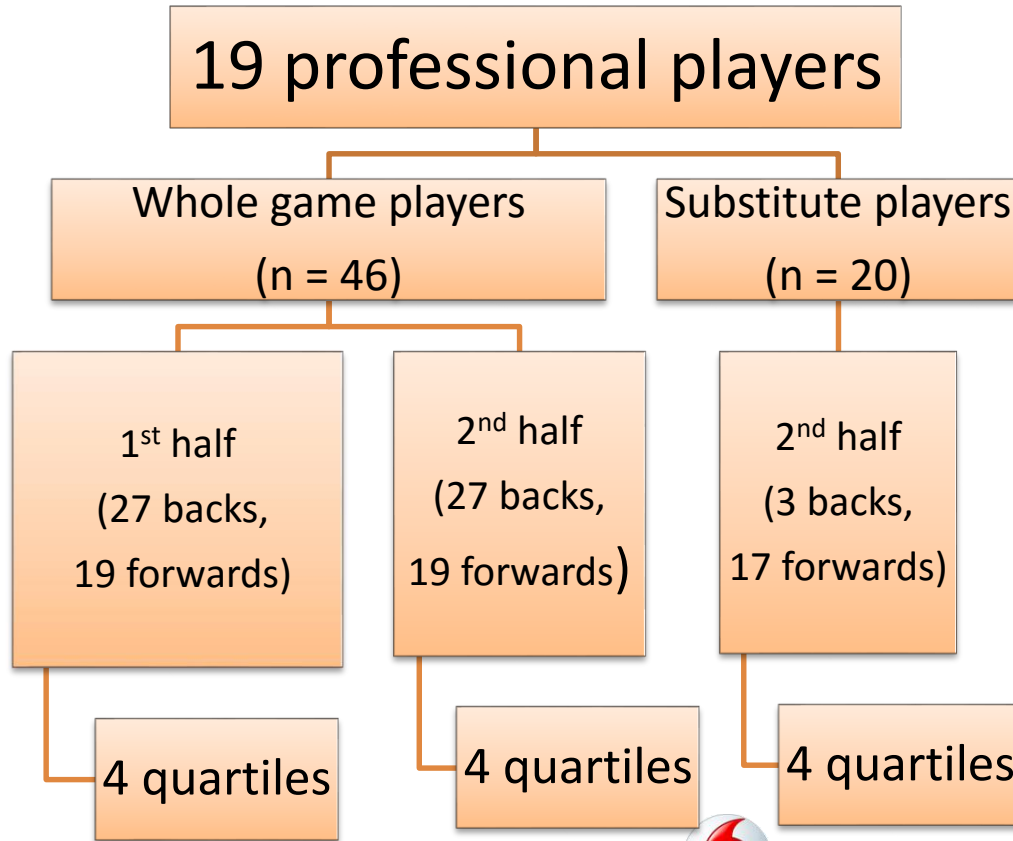 19 professional players
Whole game players
(n = 46)
Substitute players
(n = 20)
1st half
(27 backs,
19 forwards)
2nd half
(27 backs,
19 forwards)
2nd half
(3 backs,
17 forwards)
4 quartiles
4 quartiles
4 quartiles